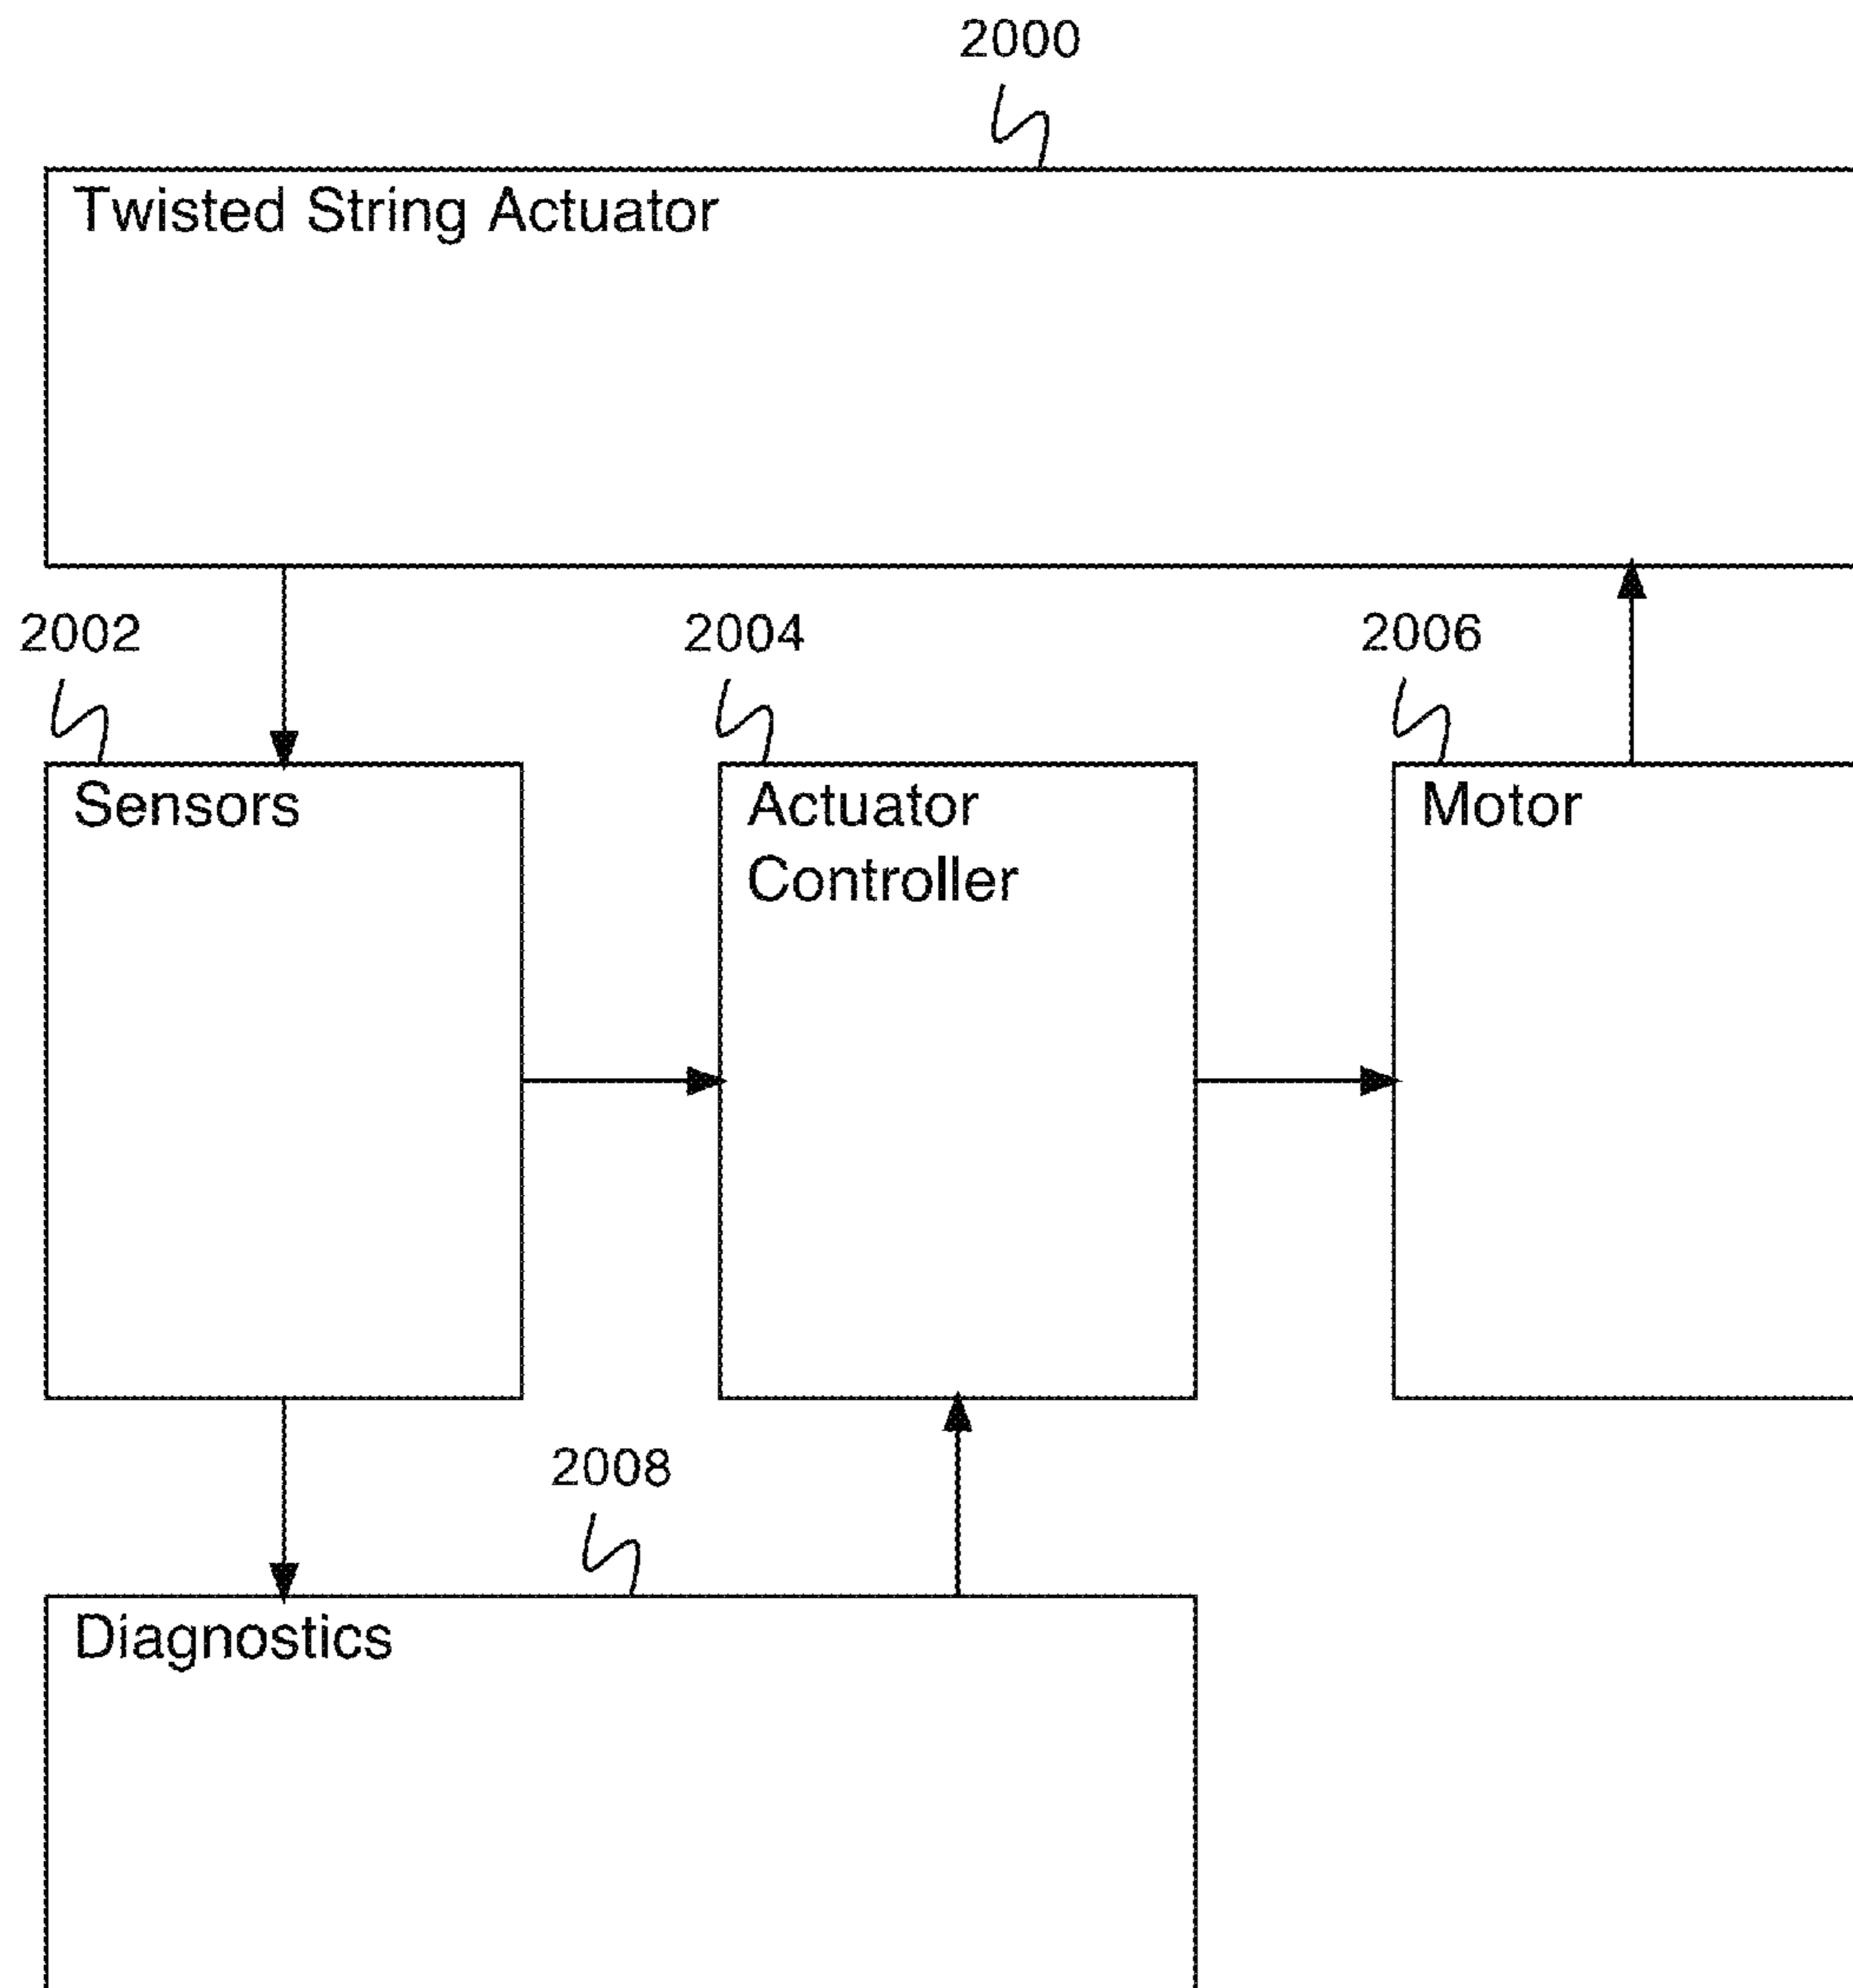 2000
Twisted String Actuator
2002
2004
2006
Sensors
Actuator
Controller
Motor
2008
Diagnostics